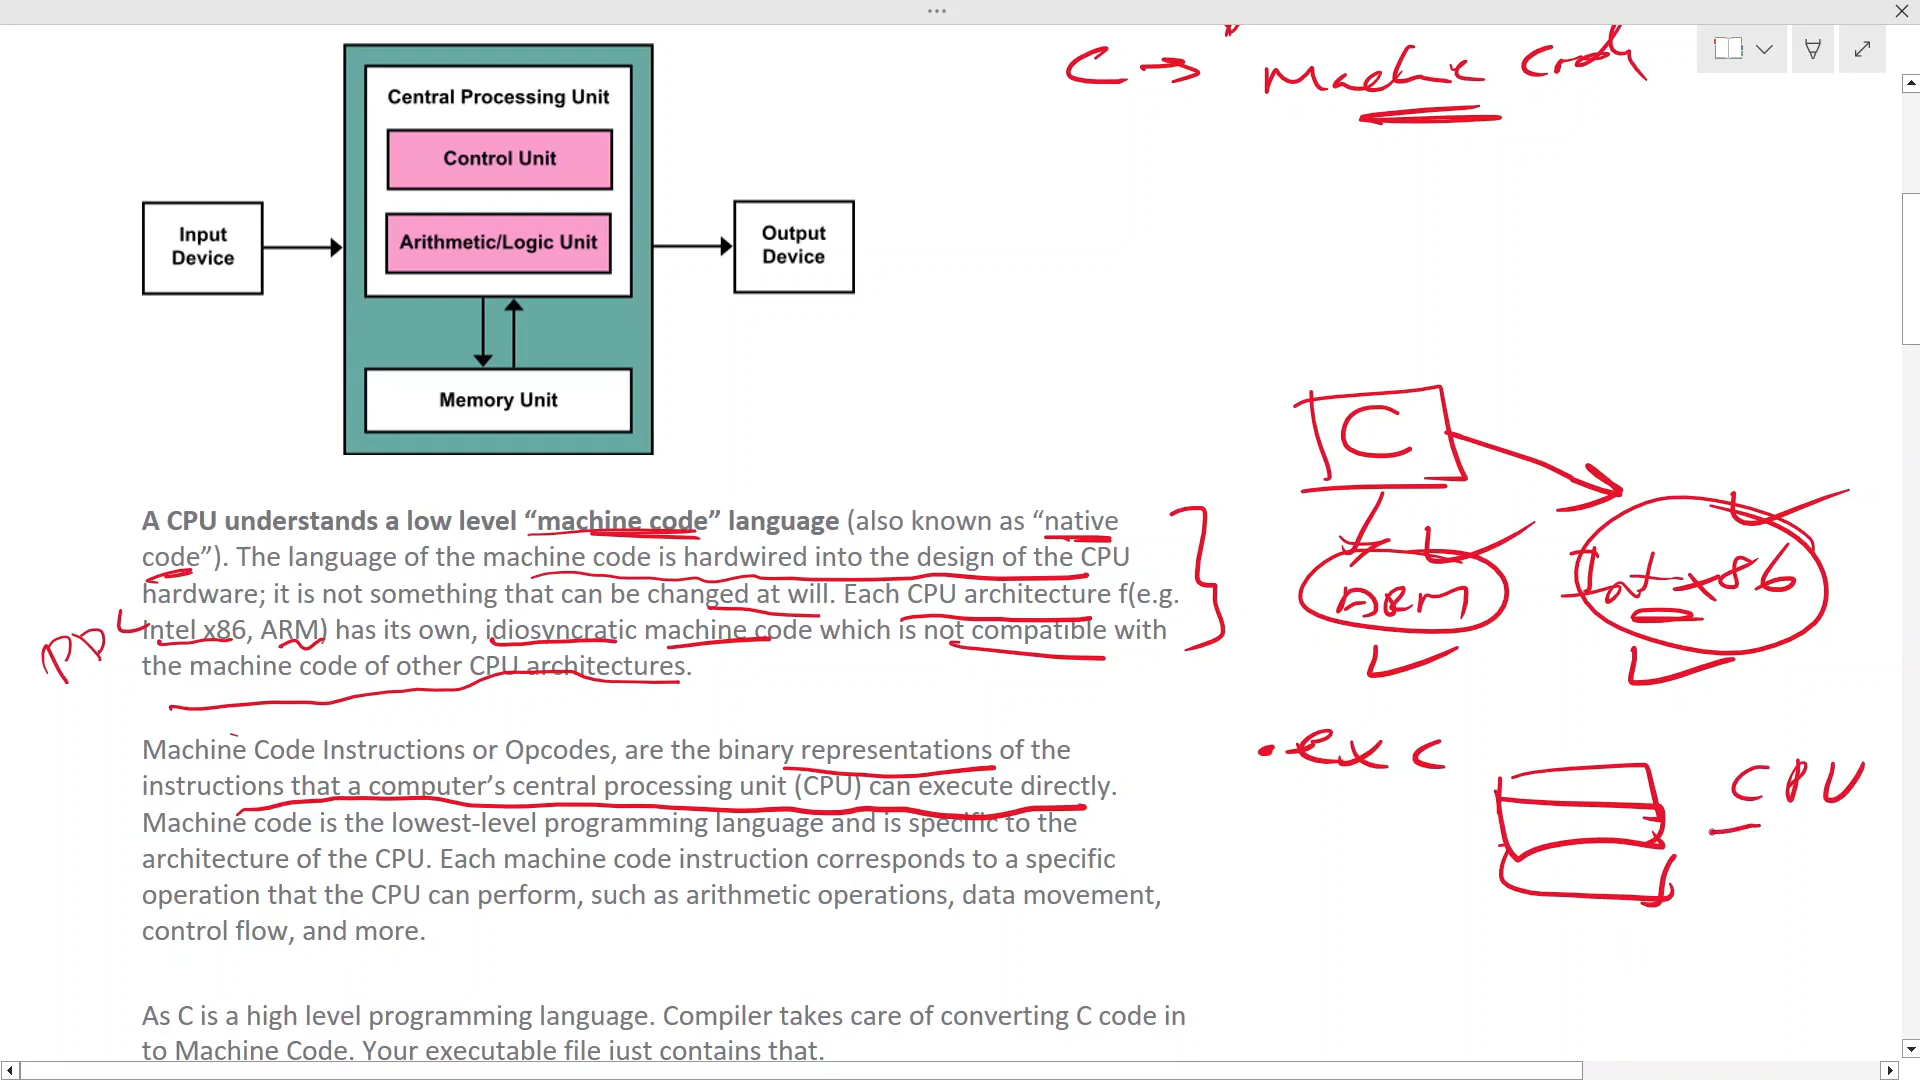 C → Machine Code
Central Processing Unit
Control Unit
Arithmetic/Logic Unit
Input
Device
Output
Device
Memory Unit
C
ARM
Int x86
A CPU understands a low level “machine code” language (also known as “native
code”). The language of the machine code is hardwired into the design of the CPU
hardware; it is not something that can be changed at will. Each CPU architecture f(e.g.
Intel x86, ARM) has its own, idiosyncratic machine code which is not compatible with
the machine code of other CPU architectures.
Machine Code Instructions or Opcodes, are the binary representations of the
instructions that a computer’s central processing unit (CPU) can execute directly.
Machine code is the lowest-level programming language and is specific to the
architecture of the CPU. Each machine code instruction corresponds to a specific
operation that the CPU can perform, such as arithmetic operations, data movement,
control flow, and more.
.exe
CPU
As C is a high level programming language. Compiler takes care of converting C code in
to Machine Code. Your executable file just contains that.